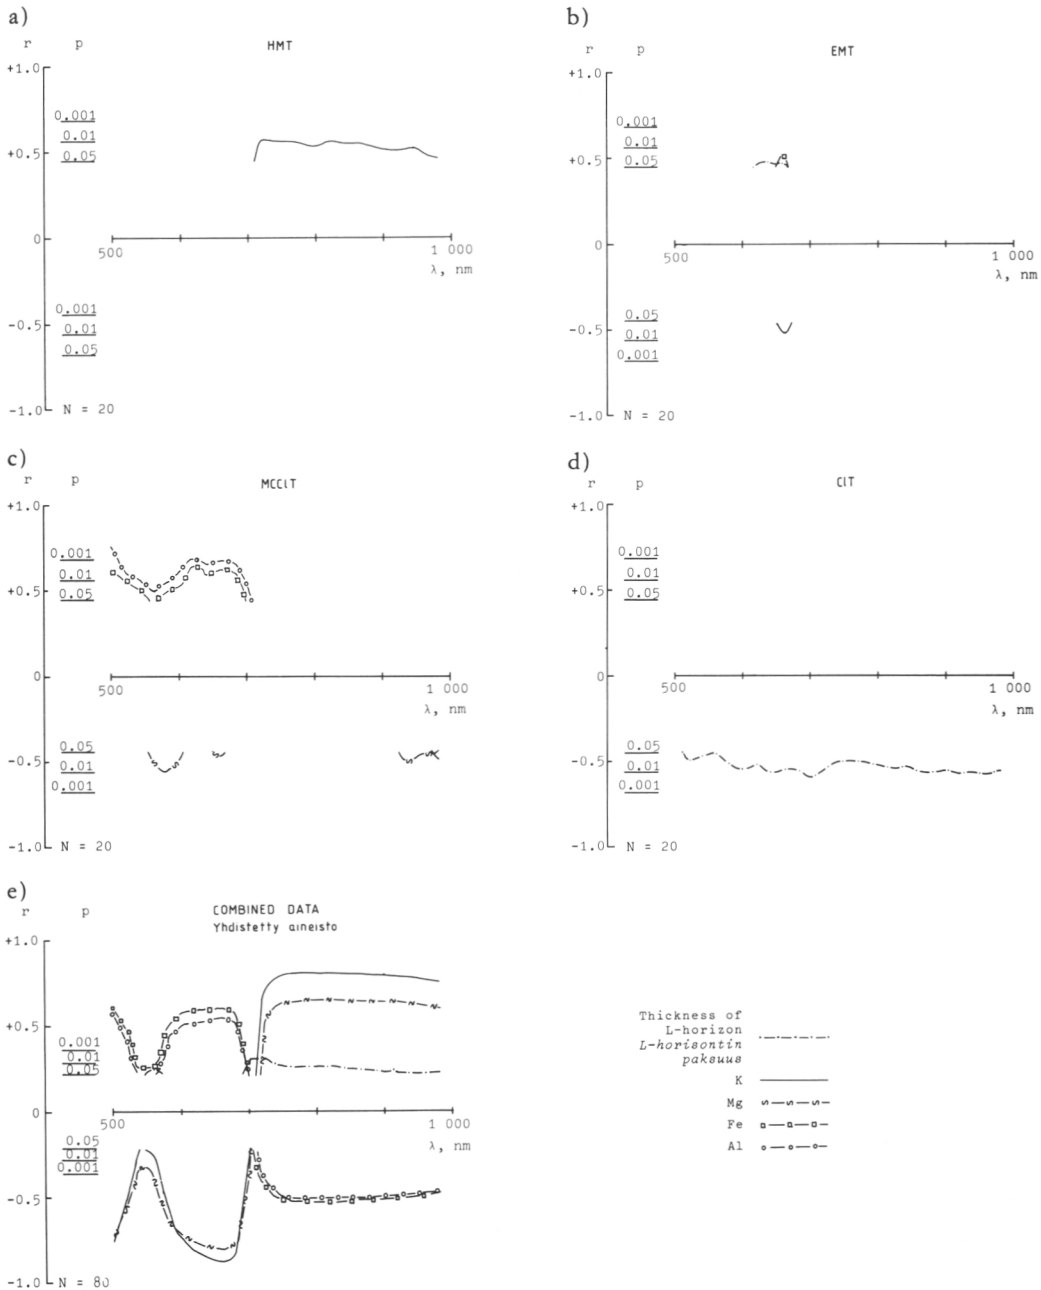 a)
r p HMT
+1.0
0.001
0.01
+0.5 0.05
0
500 1 000
λ, nm
0.001
-0.5 0.01
0.05
-1.0 N = 20
b)
r p EMT
+1.0
0.001
0.01
+0.5 0.05
0
500 1 000
λ, nm
0.05
-0.5 0.01
0.001
-1.0 N = 20
c)
r p MCClT
+1.0
0.001
0.01
+0.5 0.05
0
500 1 000
λ, nm
0.05
-0.5 0.01
0.001
-1.0 N = 20
d)
r p ClT
+1.0
0.001
0.01
+0.5 0.05
0
500 1 000
λ, nm
0.05
-0.5 0.01
0.001
-1.0 N = 20
e)
r p COMBINED DATA
Yhdistetty aineisto
+1.0
+0.5
0.001
0.01
0.05
0
500 1 000
λ, nm
0.05
0.01
0.001
-0.5
-1.0 N = 80
Thickness of
L-horizon
L-horisontin
paksuus
K
Mg
Fe
Al